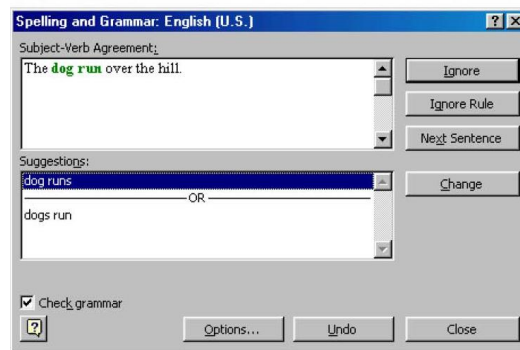 Spelling and Grammar: English (U.S.)
Subject-Verb Agreement:
The dog run over the hill.
Ignore
Ignore Rule
Next Sentence
Suggestions:
dog runs
OR
dogs run
Change
Check grammar
Options...
Undo
Close